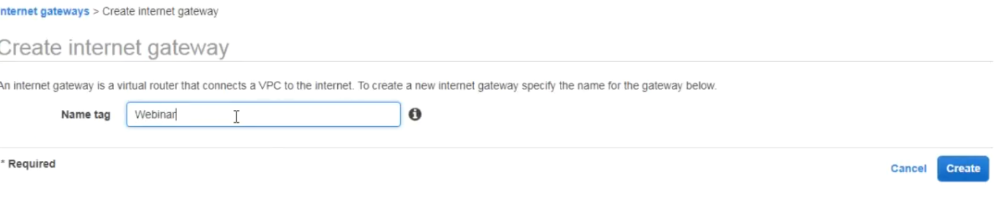 nternet gateways > Create internet gateway
Create internet gateway
An internet gateway is a virtual router that connects a VPC to the internet. To create a new internet gateway specify the name for the gateway below.
Name tag Webinar
* Required
Cancel Create